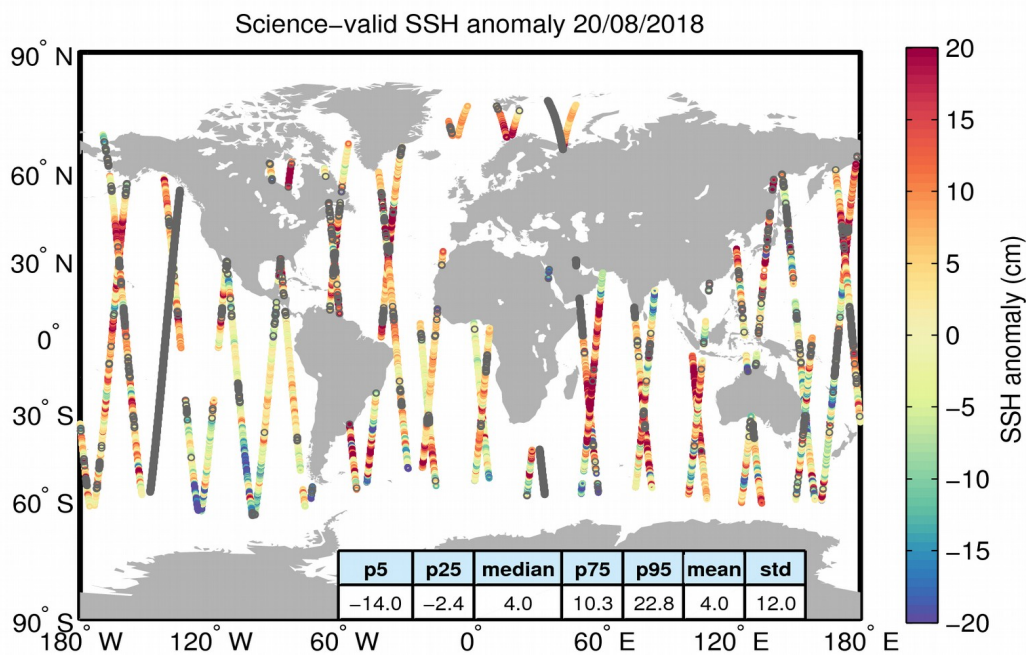 Science−valid SSH anomaly 20/08/2018
90° N
60° N
30° N
0°
30° S
60° S
90° S
180° W
120° W
60° W
0°
60° E
120° E
180° E
p5 p25 median p75 p95 mean std
−14.0 −2.4 4.0 10.3 22.8 4.0 12.0
20
15
10
5
0
−5
−10
−15
−20
SSH anomaly (cm)